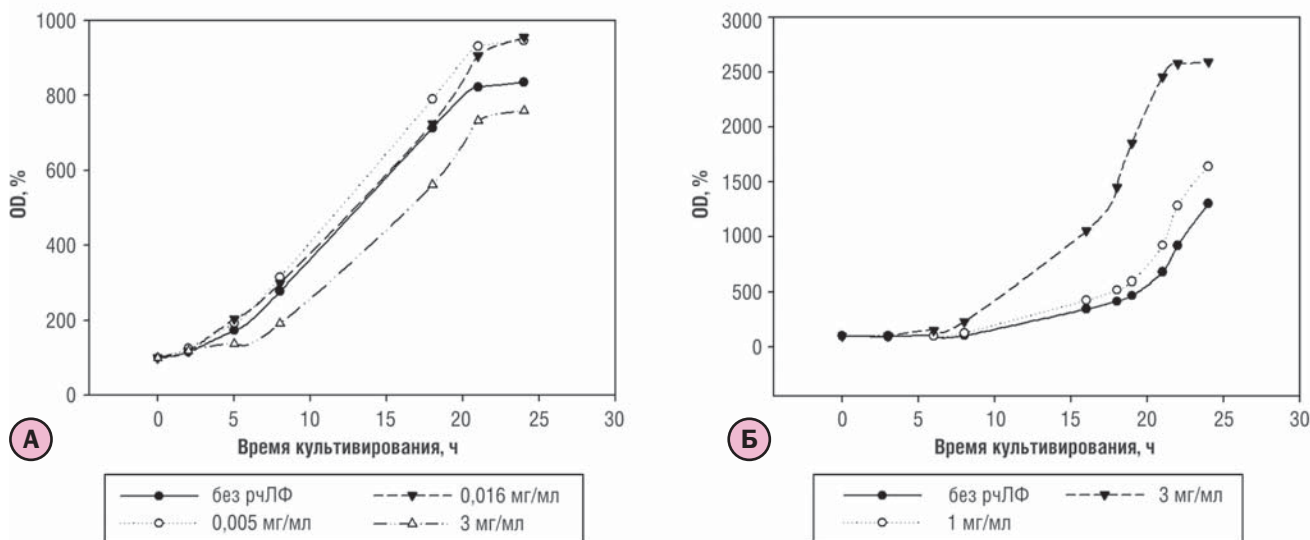 1000
800
600
400
200
0
OD, %
0 5 10 15 20 25 30
Время культивирования, ч
А
без рчЛФ 0,016 мг/мл
0,005 мг/мл 3 мг/мл
3000
2500
2000
1500
1000
500
0
OD, %
0 5 10 15 20 25 30
Время культивирования, ч
Б
без рчЛФ 3 мг/мл
1 мг/мл